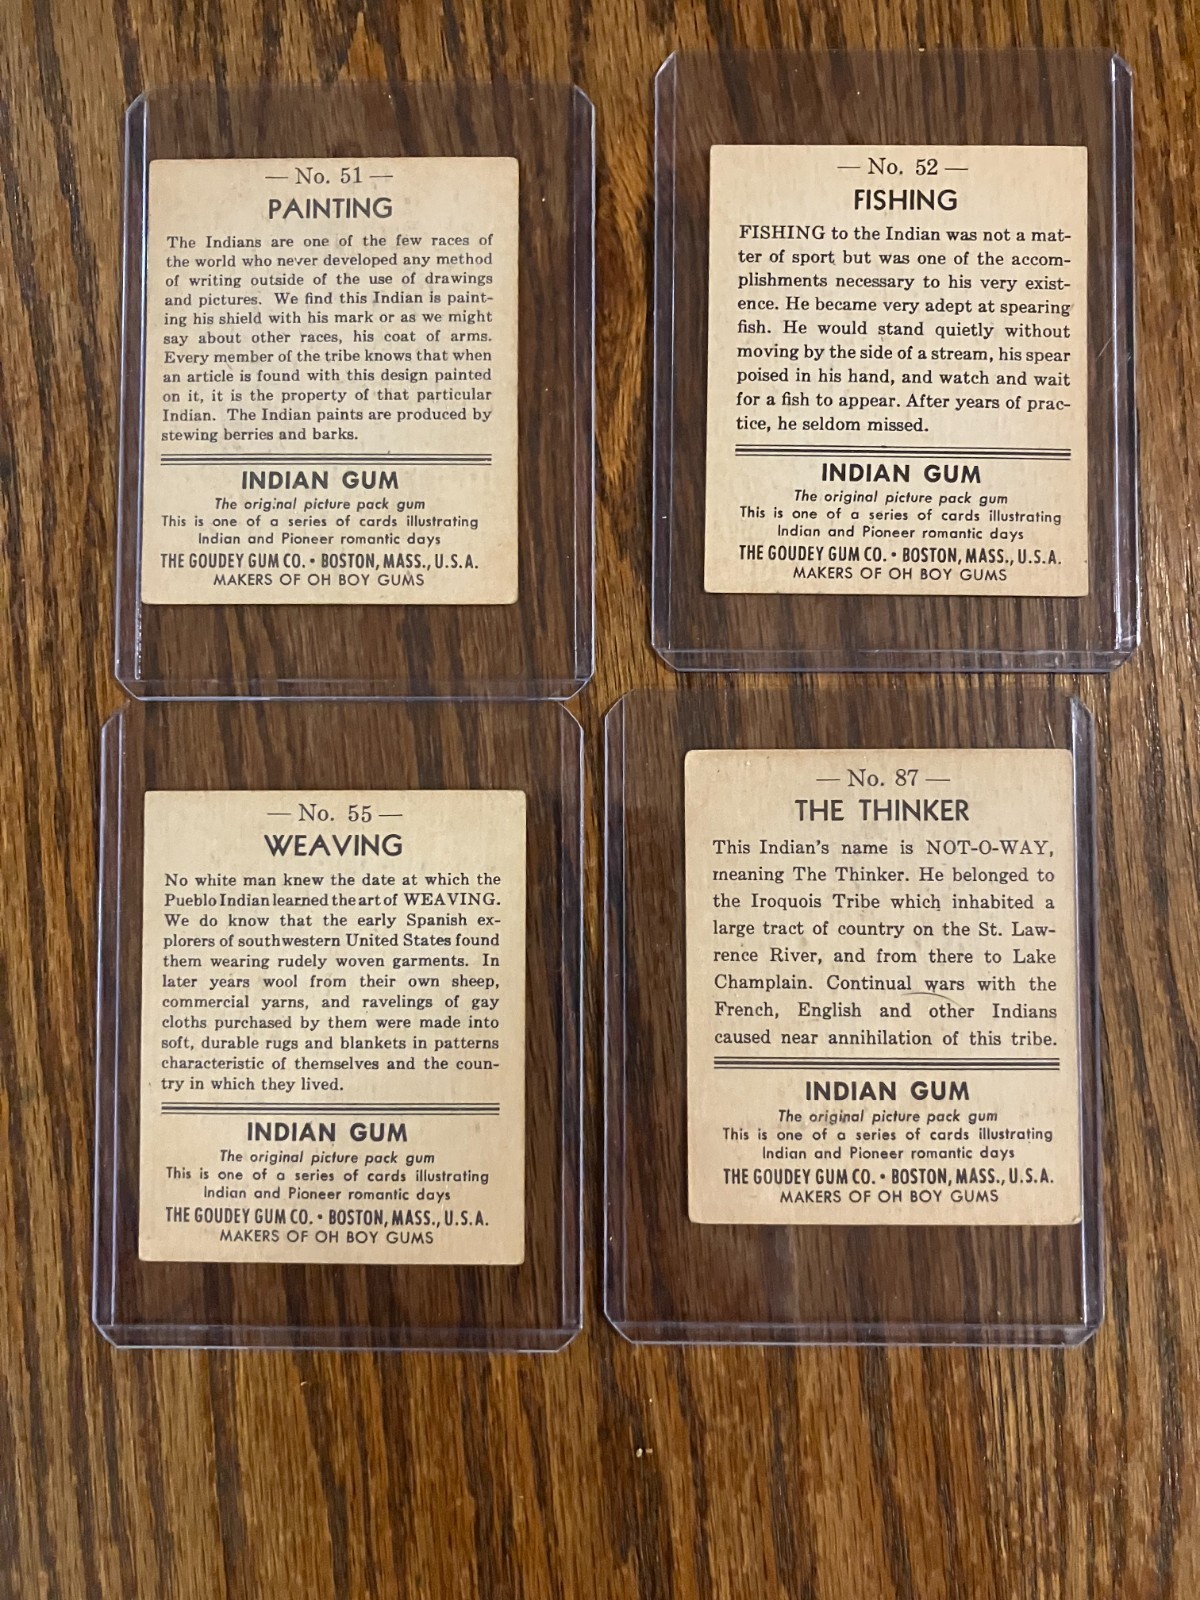 — No. 51 —
PAINTING
The Indians are one of the few races of
the world who never developed any method
of writing outside of the use of drawings
and pictures. We find this Indian is paint-
ing his shield with his mark or as we might
say about other races, his coat of arms.
Every member of the tribe knows that when
an article is found with this design painted
on it, it is the property of that particular
Indian. The Indian paints are produced by
stewing berries and barks.
INDIAN GUM
The original picture pack gum
This is one of a series of cards illustrating
Indian and Pioneer romantic days
THE GOUDEY GUM CO. • BOSTON, MASS., U.S.A.
MAKERS OF OH BOY GUMS
— No. 52 —
FISHING
FISHING to the Indian was not a mat-
ter of sport but was one of the accom-
plishments necessary to his very exist-
ence. He became very adept at spearing
fish. He would stand quietly without
moving by the side of a stream, his spear
poised in his hand, and watch and wait
for a fish to appear. After years of prac-
tice, he seldom missed.
INDIAN GUM
The original picture pack gum
This is one of a series of cards illustrating
Indian and Pioneer romantic days
THE GOUDEY GUM CO. • BOSTON, MASS., U.S.A.
MAKERS OF OH BOY GUMS
— No. 55 —
WEAVING
No white man knew the date at which the
Pueblo Indian learned the art of WEAVING.
We do know that the early Spanish ex-
plorers of southwestern United States found
them wearing rudely woven garments. In
later years wool from their own sheep,
commercial yarns, and ravelings of gay
cloths purchased by them were made into
soft, durable rugs and blankets in patterns
characteristic of themselves and the coun-
try in which they lived.
INDIAN GUM
The original picture pack gum
This is one of a series of cards illustrating
Indian and Pioneer romantic days
THE GOUDEY GUM CO. • BOSTON, MASS., U.S.A.
MAKERS OF OH BOY GUMS
— No. 87 —
THE THINKER
This Indian's name is NOT-O-WAY,
meaning The Thinker. He belonged to
the Iroquois Tribe which inhabited a
large tract of country on the St. Law-
rence River, and from there to Lake
Champlain. Continual wars with the
French, English and other Indians
caused near annihilation of this tribe.
INDIAN GUM
The original picture pack gum
This is one of a series of cards illustrating
Indian and Pioneer romantic days
THE GOUDEY GUM CO. • BOSTON, MASS., U.S.A.
MAKERS OF OH BOY GUMS